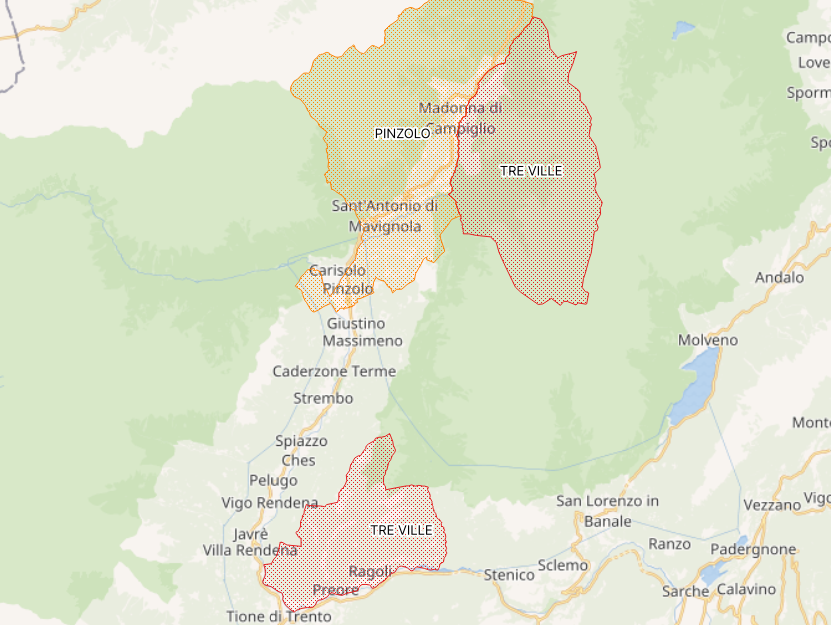 Campo
Love
Sporm
Madonna di
Campiglio
PINZOLO
Spo
TRE VILLE
Sant'Antonio di
Mavignola
Carisolo
Pinzolo
Andalo
Giustino
Massimeno
Molveno
Caderzone Terme
Strembo
Monte
Spiazzo
Ches
Pelugo
Vigo Rendena
San Lorenzo in
Banale
Vezzano
Vigo
TRE VILLE
Javrè
Villa Rendena
Ranzo
Padergnone
Ragoli
Stenico
Sclemo
Preore
Sarche
Calavino
Tione di Trento